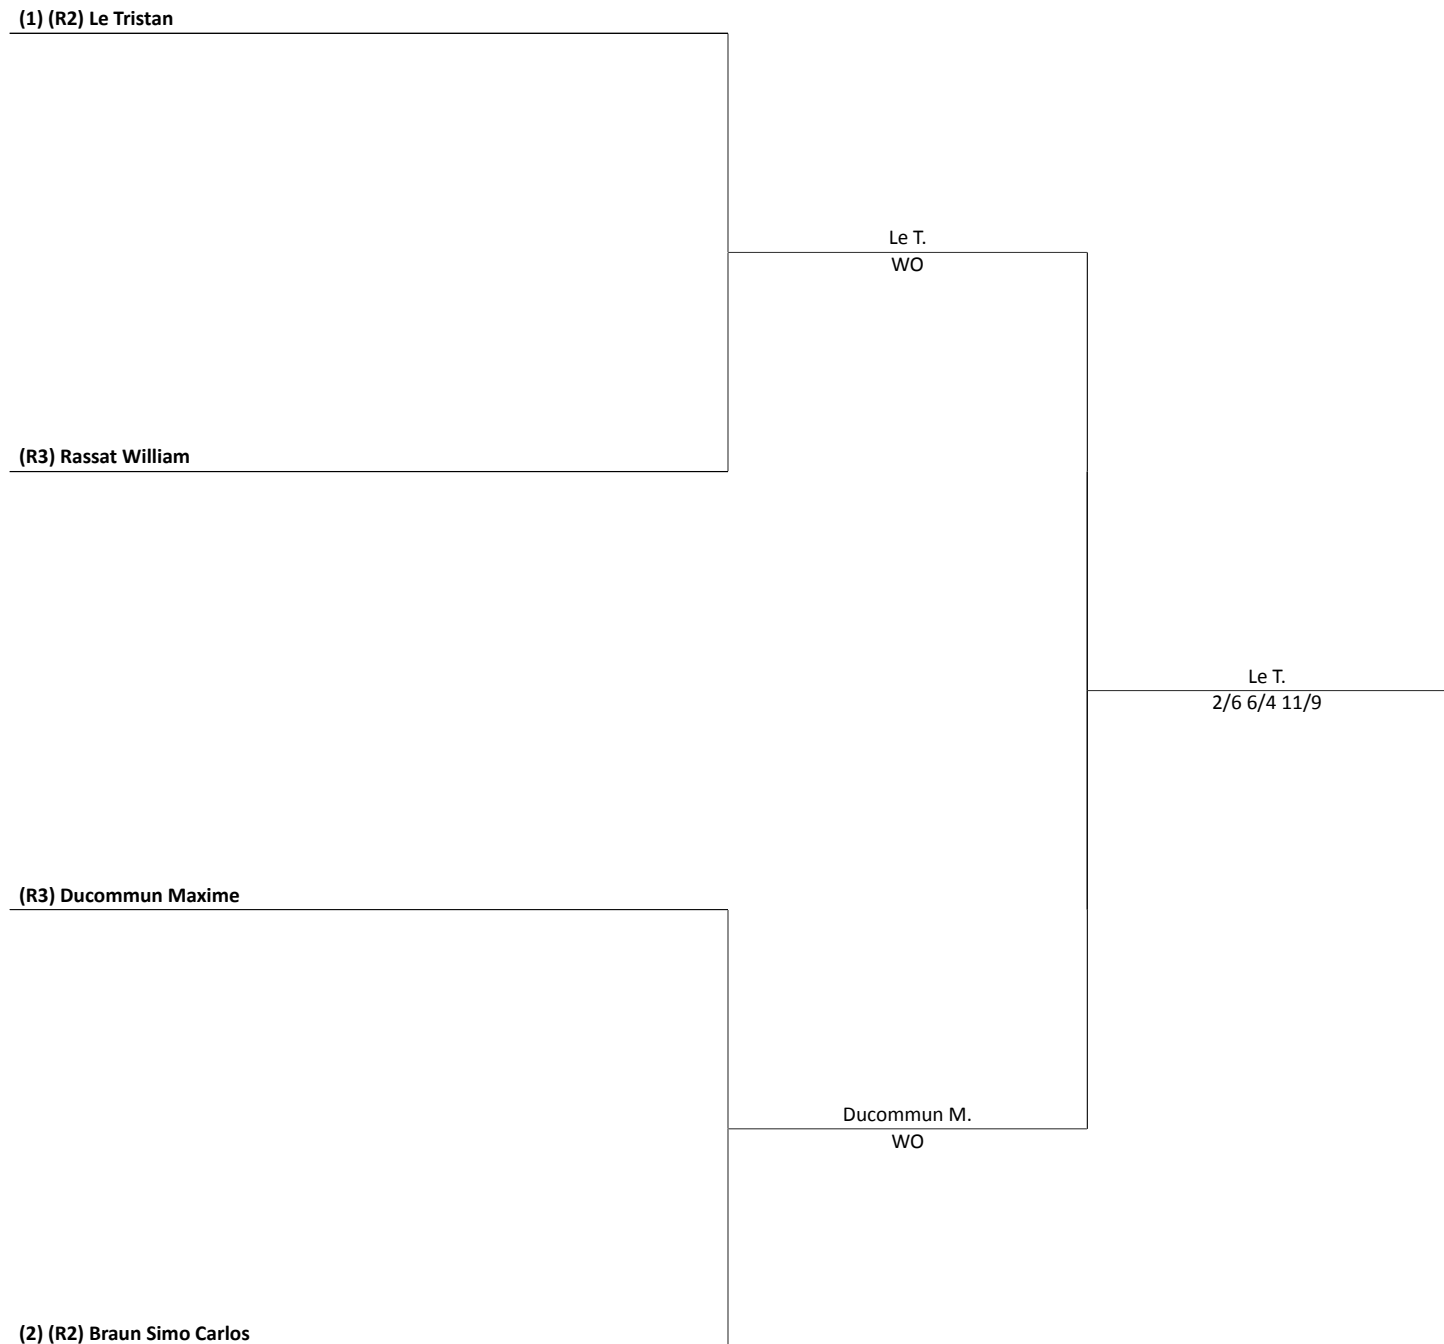 (1) (R2) Le Tristan
Le T.
WO
(R3) Rassat William
Le T.
2/6 6/4 11/9
(R3) Ducommun Maxime
Ducommun M.
WO
(2) (R2) Braun Simo Carlos